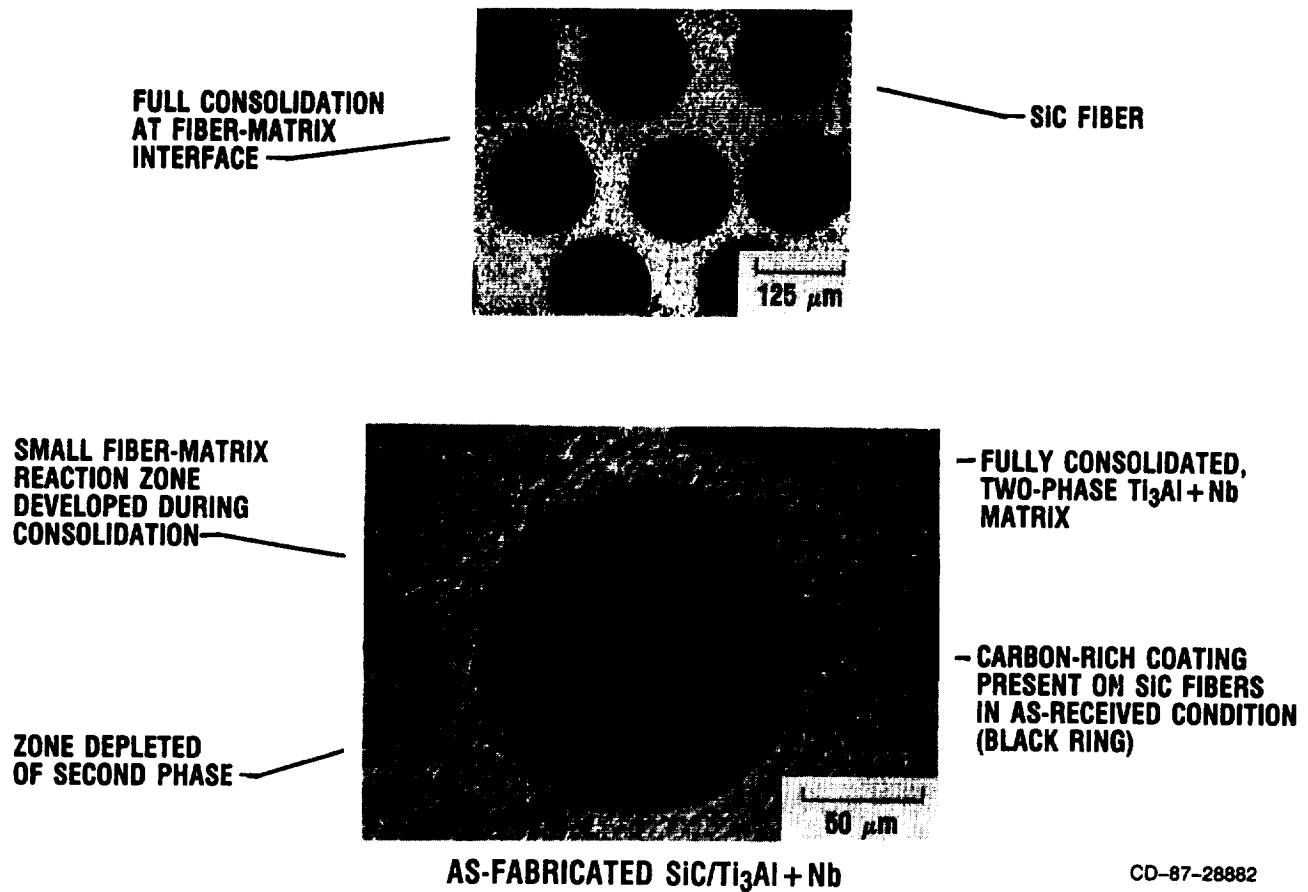 FULL CONSOLIDATION
AT FIBER-MATRIX
INTERFACE
SiC FIBER
125 μm
SMALL FIBER-MATRIX
REACTION ZONE
DEVELOPED DURING
CONSOLIDATION
FULLY CONSOLIDATED,
TWO-PHASE Ti₃Al + Nb
MATRIX
CARBON-RICH COATING
PRESENT ON SiC FIBERS
IN AS-RECEIVED CONDITION
(BLACK RING)
ZONE DEPLETED
OF SECOND PHASE
50 μm
AS-FABRICATED SiC/Ti₃Al + Nb
CD-87-28882